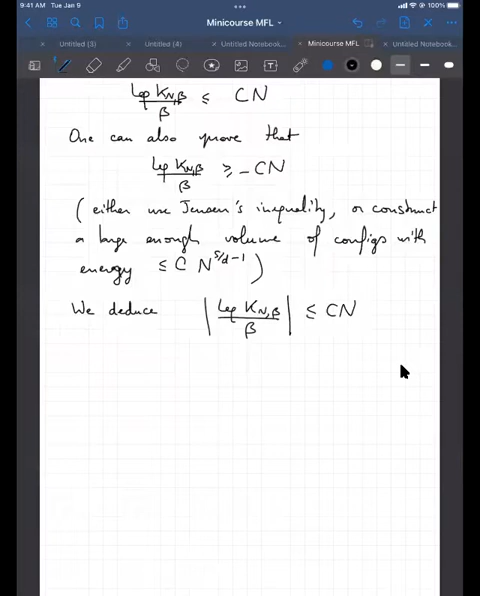 9:41 AM Tue Jan 9
100%
Minicourse MFL
Untitled (3)
Untitled (4)
Untitled Notebook...
Minicourse MFL
Untitled Notebook...
log K_{N,β} / β ≤ CN
One can also prove that
log K_{N,β} / β ≥ -CN
(either use Jensen's inequality, or construct
a large enough volume of configs with
energy ≤ C N^{s/d-1})
We deduce |log K_{N,β} / β| ≤ CN